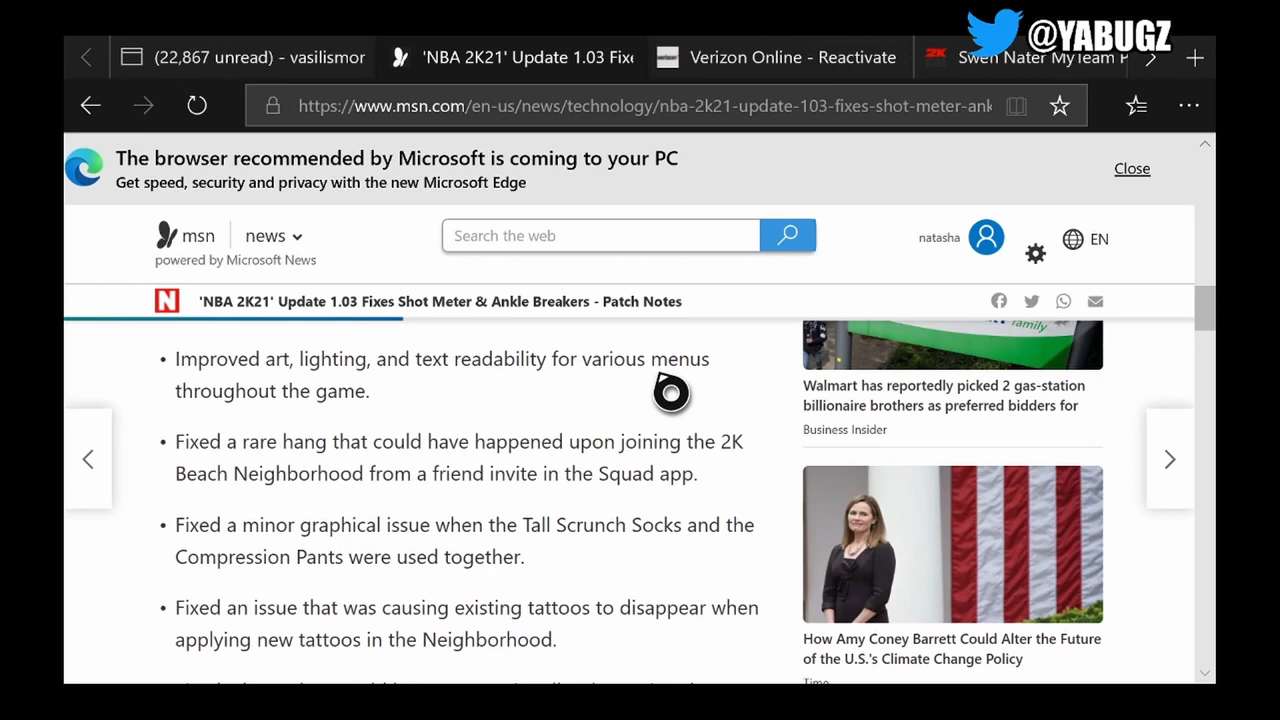 @YABUGZ
(22,867 unread) - vasilismor
'NBA 2K21' Update 1.03 Fixe
Verizon Online - Reactivate
2K
Swen Nater MyTeam P
https://www.msn.com/en-us/news/technology/nba-2k21-update-103-fixes-shot-meter-ank
The browser recommended by Microsoft is coming to your PC
Get speed, security and privacy with the new Microsoft Edge
Close
msn
news
powered by Microsoft News
Search the web
natasha
EN
N
'NBA 2K21' Update 1.03 Fixes Shot Meter & Ankle Breakers - Patch Notes
• Improved art, lighting, and text readability for various menus
throughout the game.
• Fixed a rare hang that could have happened upon joining the 2K
Beach Neighborhood from a friend invite in the Squad app.
• Fixed a minor graphical issue when the Tall Scrunch Socks and the
Compression Pants were used together.
• Fixed an issue that was causing existing tattoos to disappear when
applying new tattoos in the Neighborhood.
family
Walmart has reportedly picked 2 gas-station
billionaire brothers as preferred bidders for
Business Insider
How Amy Coney Barrett Could Alter the Future
of the U.S.'s Climate Change Policy
Time